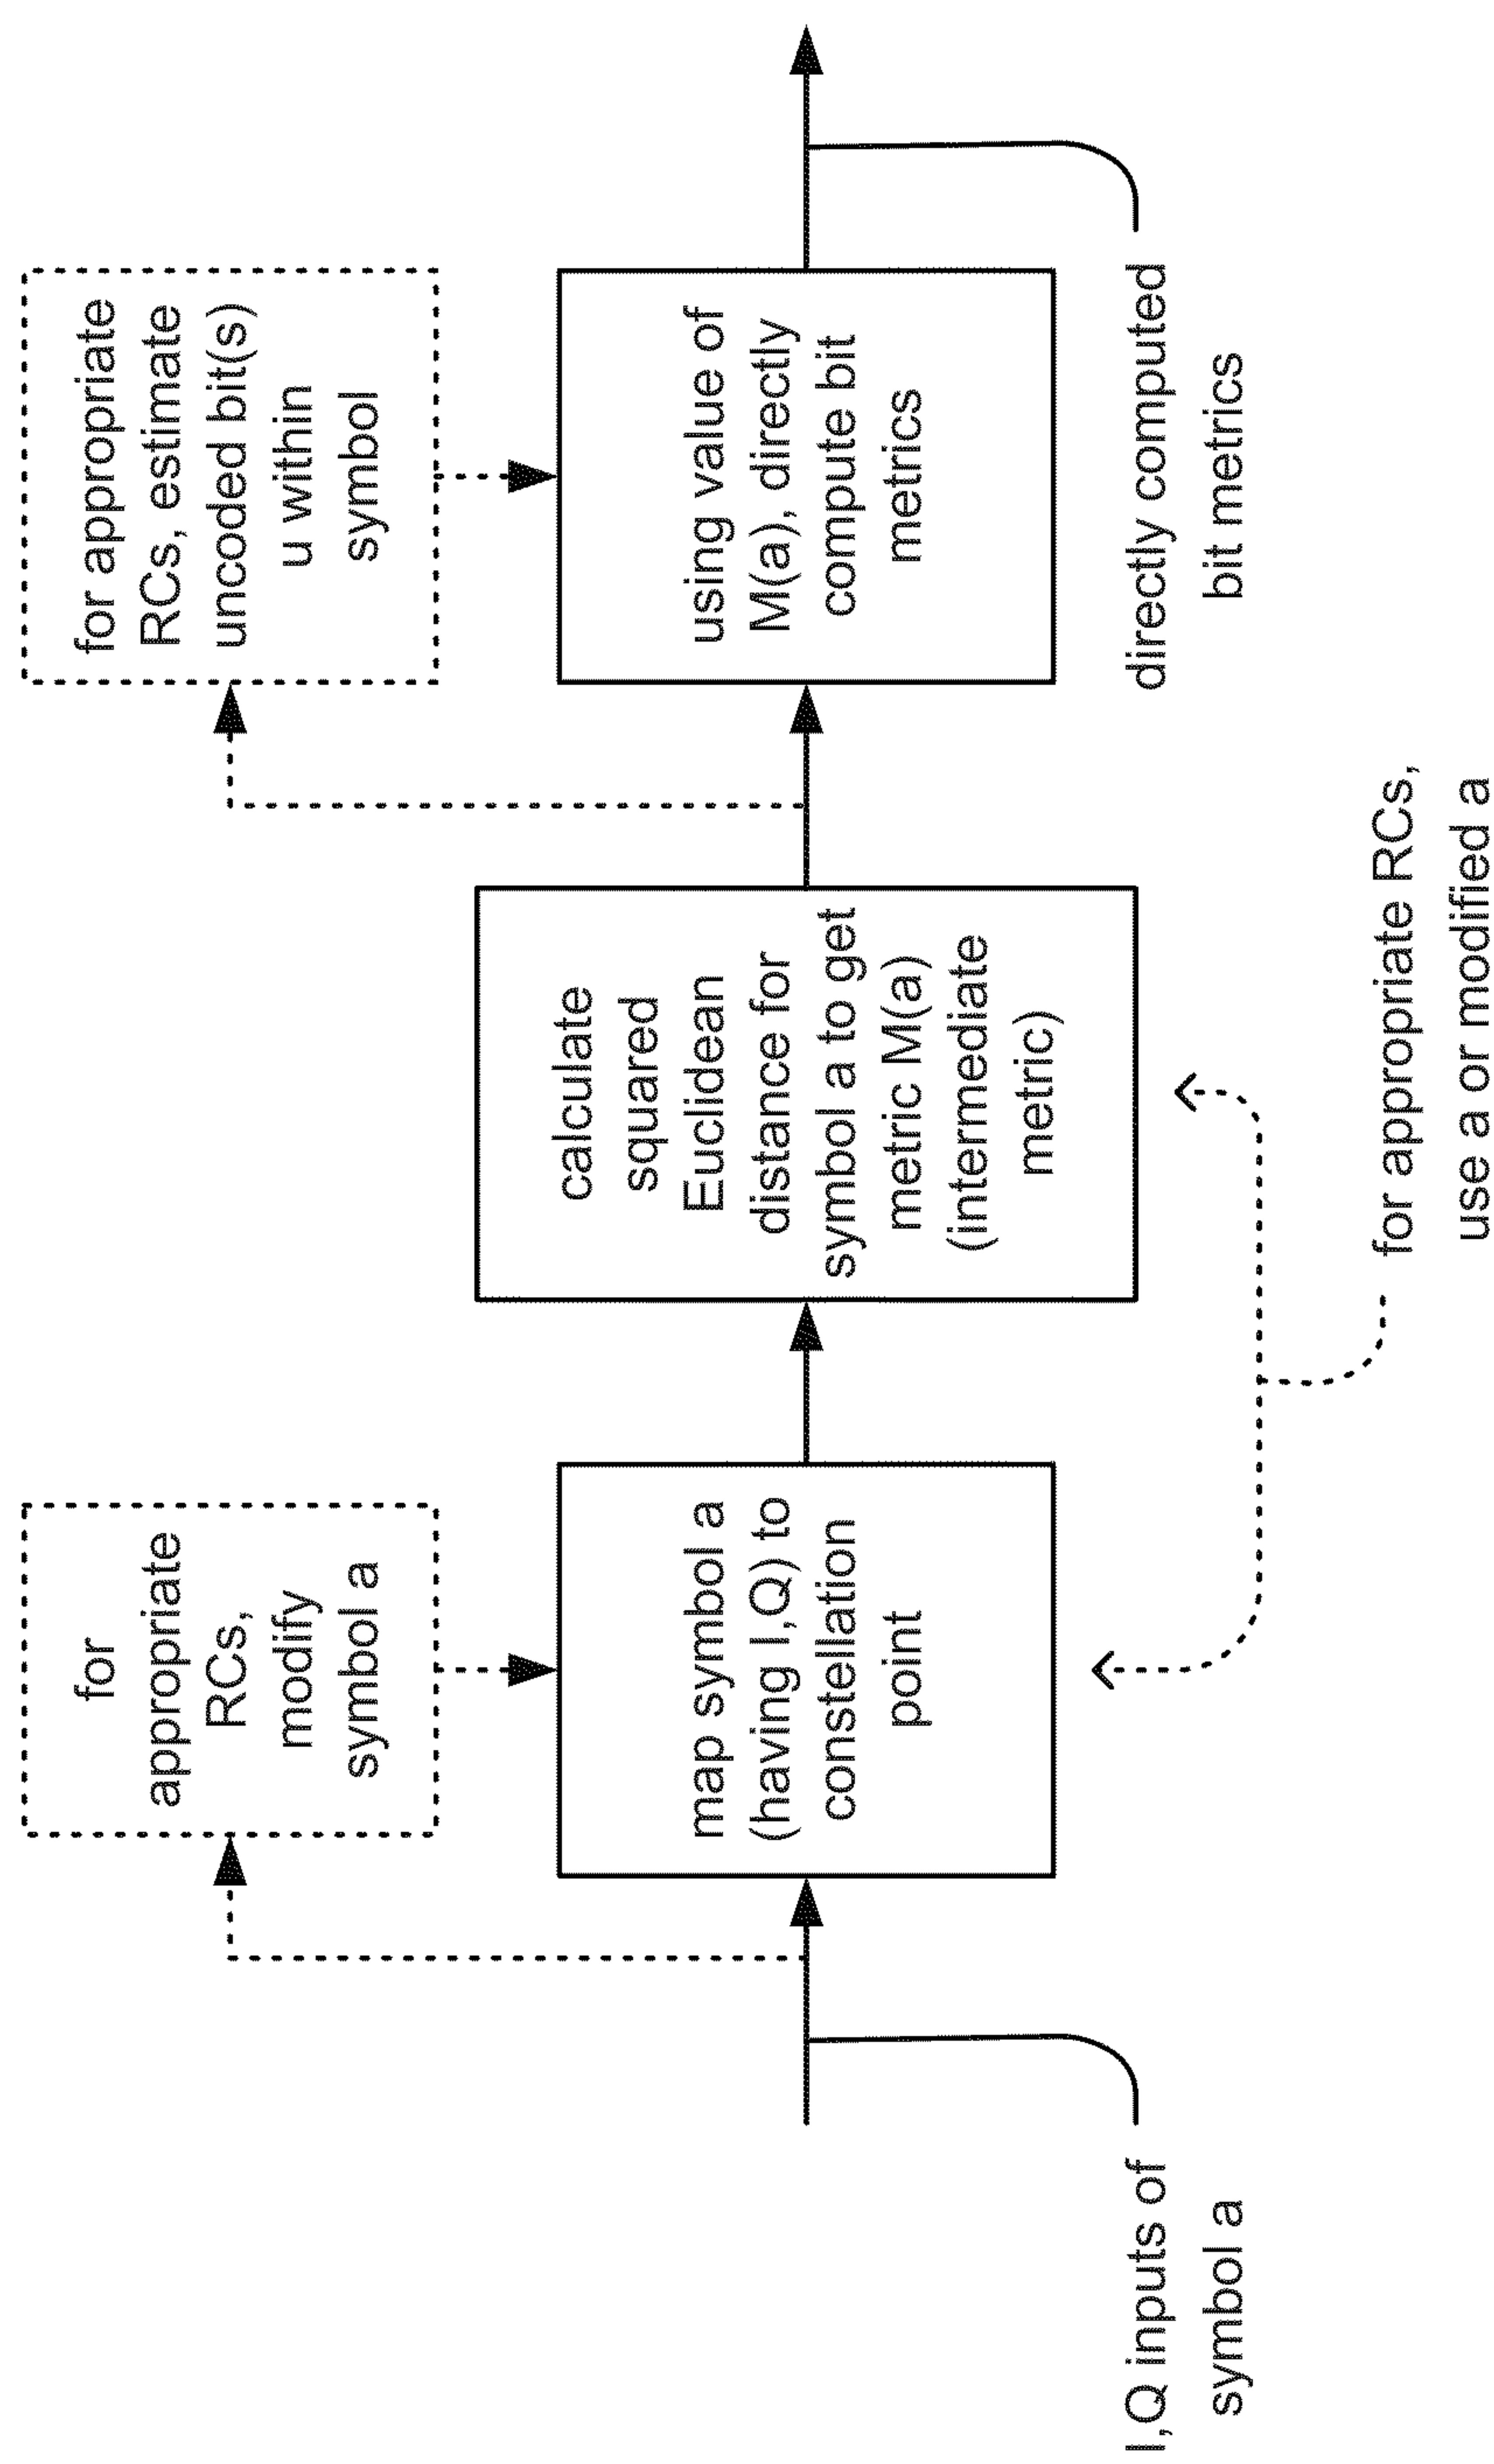 for
appropriate
RCs,
modify
symbol a
for appropriate
RCs, estimate
uncoded bit(s)
u within
symbol
map symbol a
(having I,Q) to
constellation
point
calculate
squared
Euclidean
distance for
symbol a to get
metric M(a)
(intermediate
metric)
using value of
M(a), directly
compute bit
metrics
I,Q inputs of
symbol a
directly computed
bit metrics
for appropriate RCs,
use a or modified a